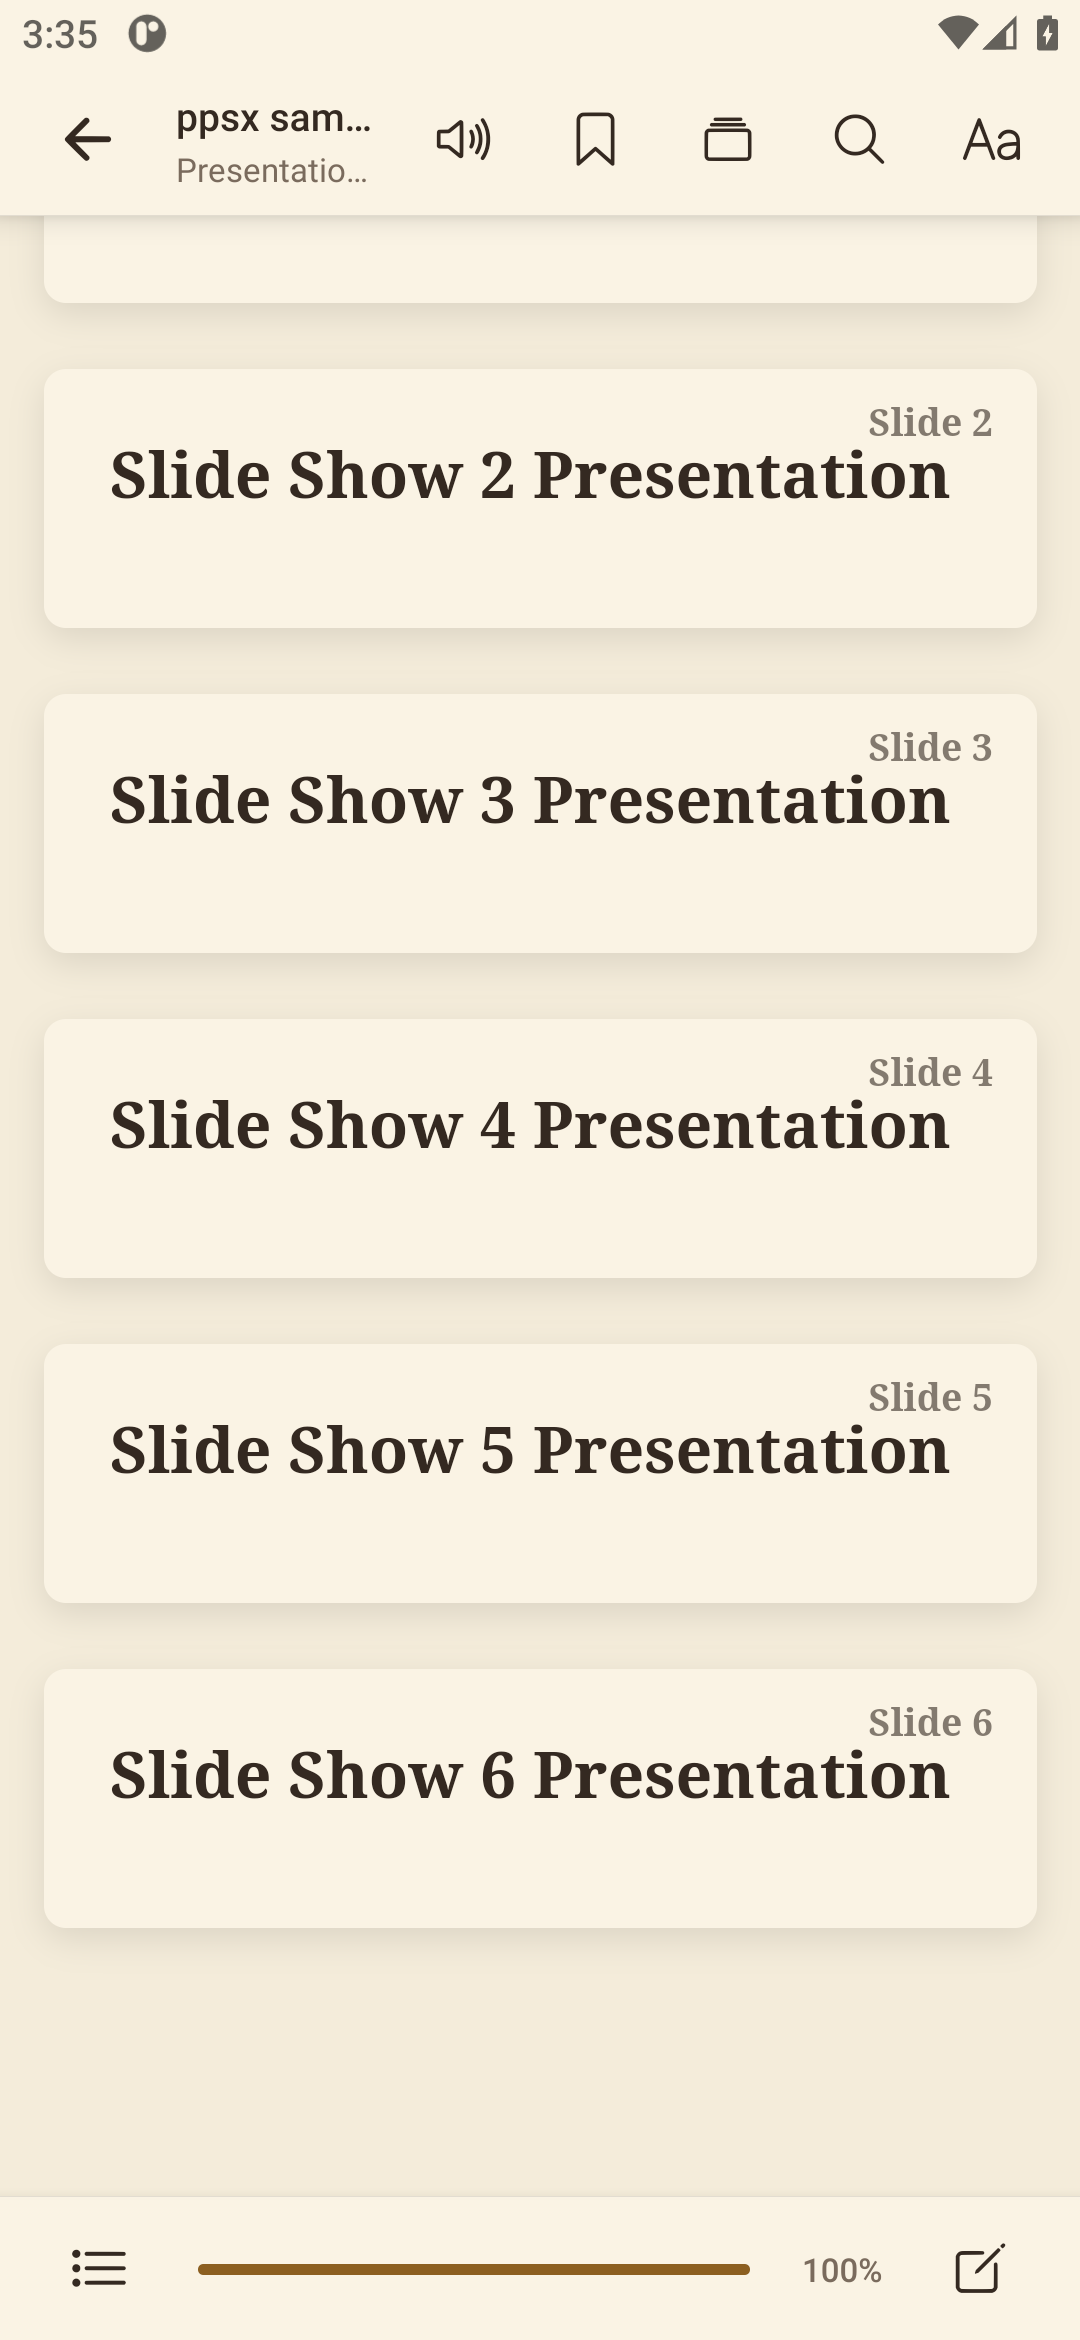 3:35
ppsx sam...
Presentatio...
Aa
Slide 2
Slide Show 2 Presentation
Slide 3
Slide Show 3 Presentation
Slide 4
Slide Show 4 Presentation
Slide 5
Slide Show 5 Presentation
Slide 6
Slide Show 6 Presentation
100%